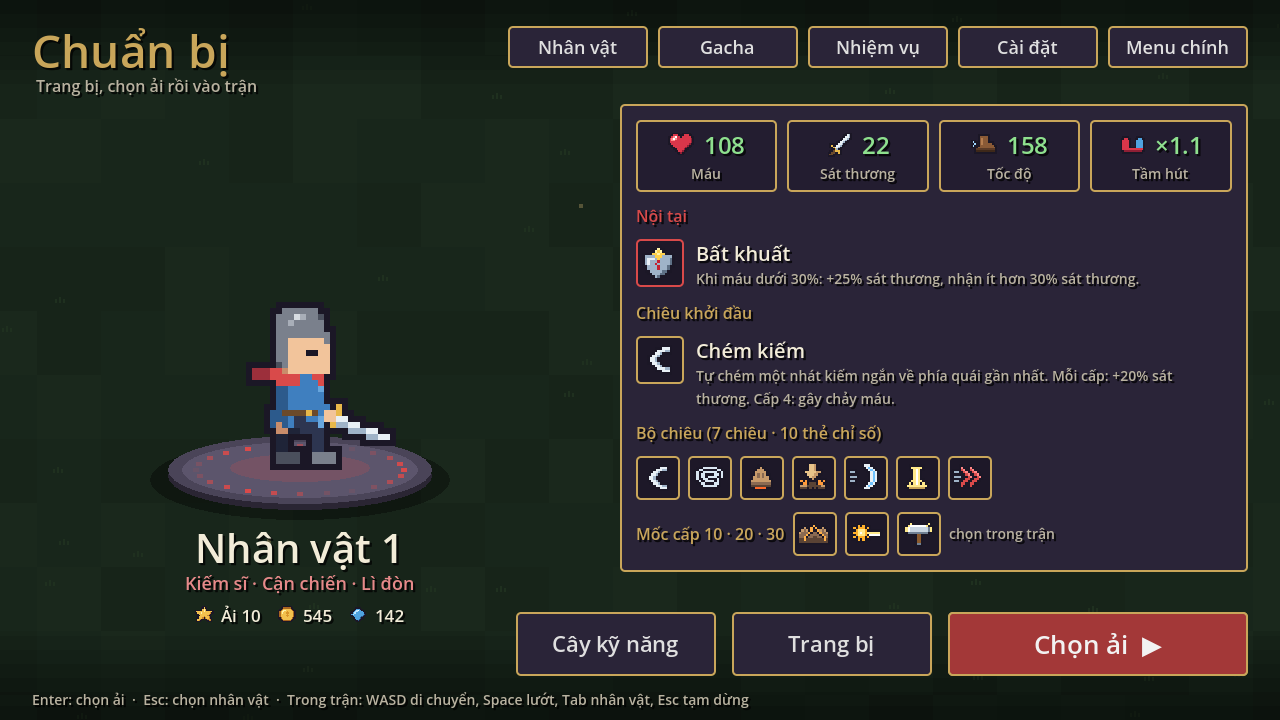 Chuẩn bị
Trang bị, chọn ải rồi vào trận
Nhân vật
Gacha
Nhiệm vụ
Cài đặt
Menu chính
108
Máu
22
Sát thương
158
Tốc độ
×1.1
Tầm hút
Nội tại
Bất khuất
Khi máu dưới 30%: +25% sát thương, nhận ít hơn 30% sát thương.
Chiêu khởi đầu
Chém kiếm
Tự chém một nhát kiếm ngắn về phía quái gần nhất. Mỗi cấp: +20% sát
thương. Cấp 4: gây chảy máu.
Bộ chiêu (7 chiêu · 10 thẻ chỉ số)
Mốc cấp 10 · 20 · 30
chọn trong trận
Nhân vật 1
Kiếm sĩ · Cận chiến · Lì đòn
Ải 10 545 142
Cây kỹ năng
Trang bị
Chọn ải ▶
Enter: chọn ải · Esc: chọn nhân vật · Trong trận: WASD di chuyển, Space lướt, Tab nhân vật, Esc tạm dừng